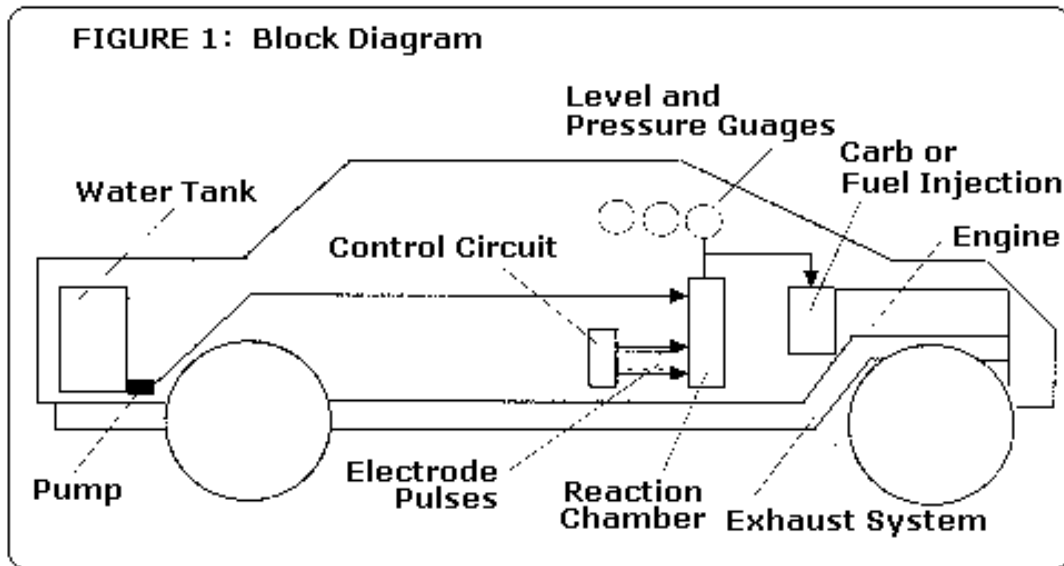 FIGURE 1: Block Diagram
Level and
Pressure Guages
Carb or
Fuel Injection
Water Tank
Control Circuit
Engine
Electrode
Pulses
Pump
Reaction
Chamber
Exhaust System